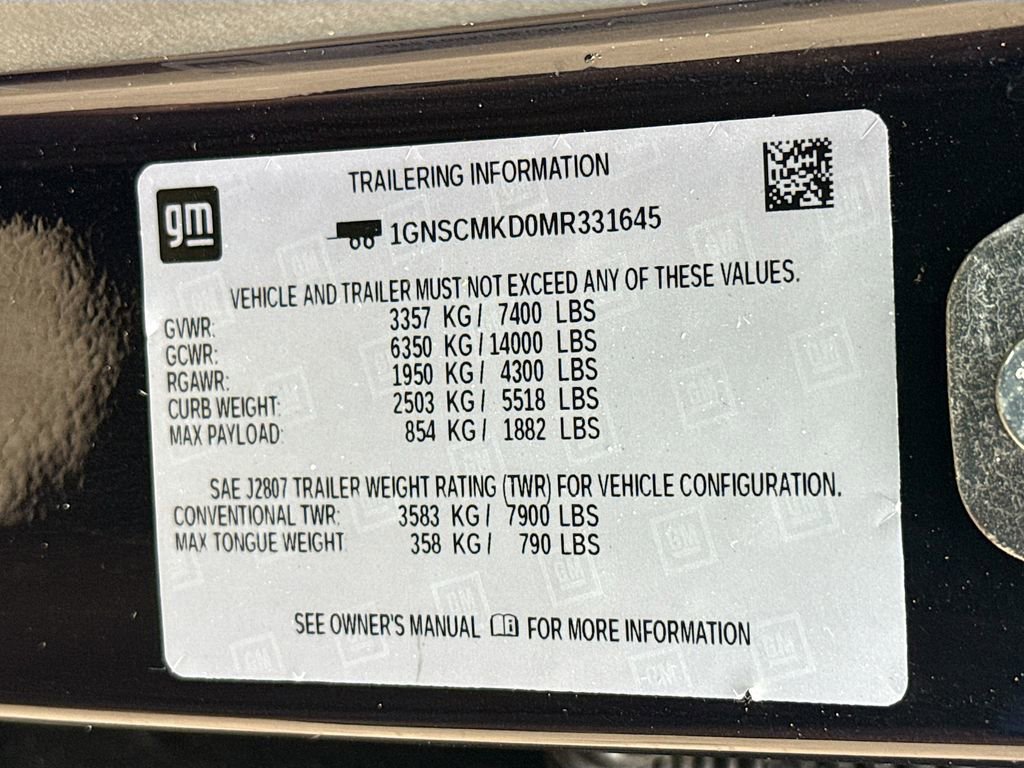 gm
TRAILERING INFORMATION
1GNSCMKD0MR331645
VEHICLE AND TRAILER MUST NOT EXCEED ANY OF THESE VALUES.
GVWR: 3357 KG/ 7400 LBS
GCWR: 6350 KG/14000 LBS
RGAWR: 1950 KG/ 4300 LBS
CURB WEIGHT: 2503 KG/ 5518 LBS
MAX PAYLOAD: 854 KG/ 1882 LBS
SAE J2807 TRAILER WEIGHT RATING (TWR) FOR VEHICLE CONFIGURATION.
CONVENTIONAL TWR: 3583 KG/ 7900 LBS
MAX TONGUE WEIGHT: 358 KG/ 790 LBS
SEE OWNER'S MANUAL FOR MORE INFORMATION